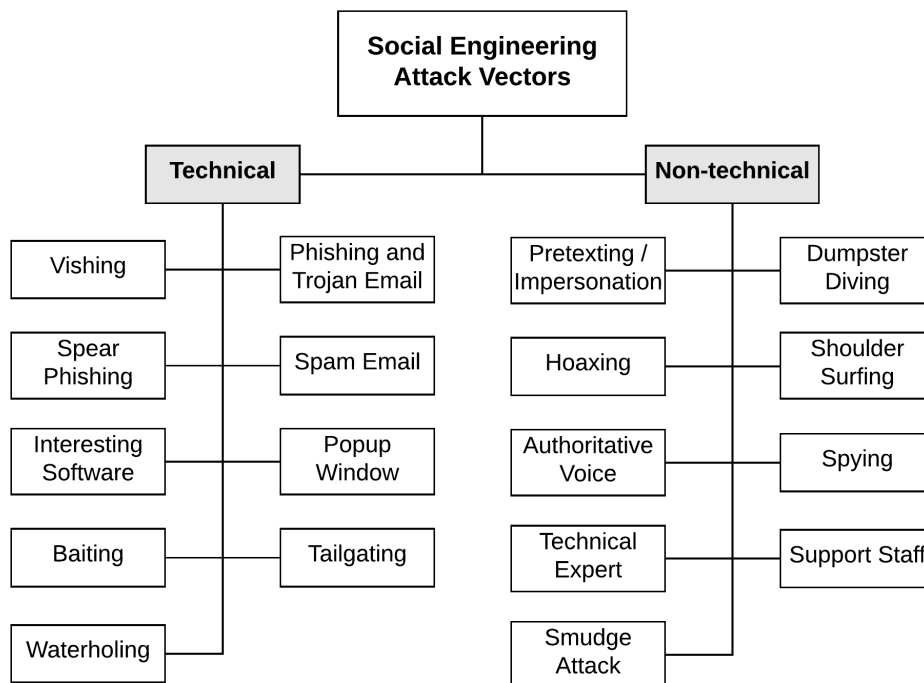 Social Engineering
Attack Vectors
Technical
Non-technical
Vishing
Phishing and
Trojan Email
Pretexting /
Impersonation
Dumpster
Diving
Spear
Phishing
Spam Email
Hoaxing
Shoulder
Surfing
Interesting
Software
Popup
Window
Authoritative
Voice
Spying
Baiting
Tailgating
Technical
Expert
Support Staff
Waterholing
Smudge
Attack